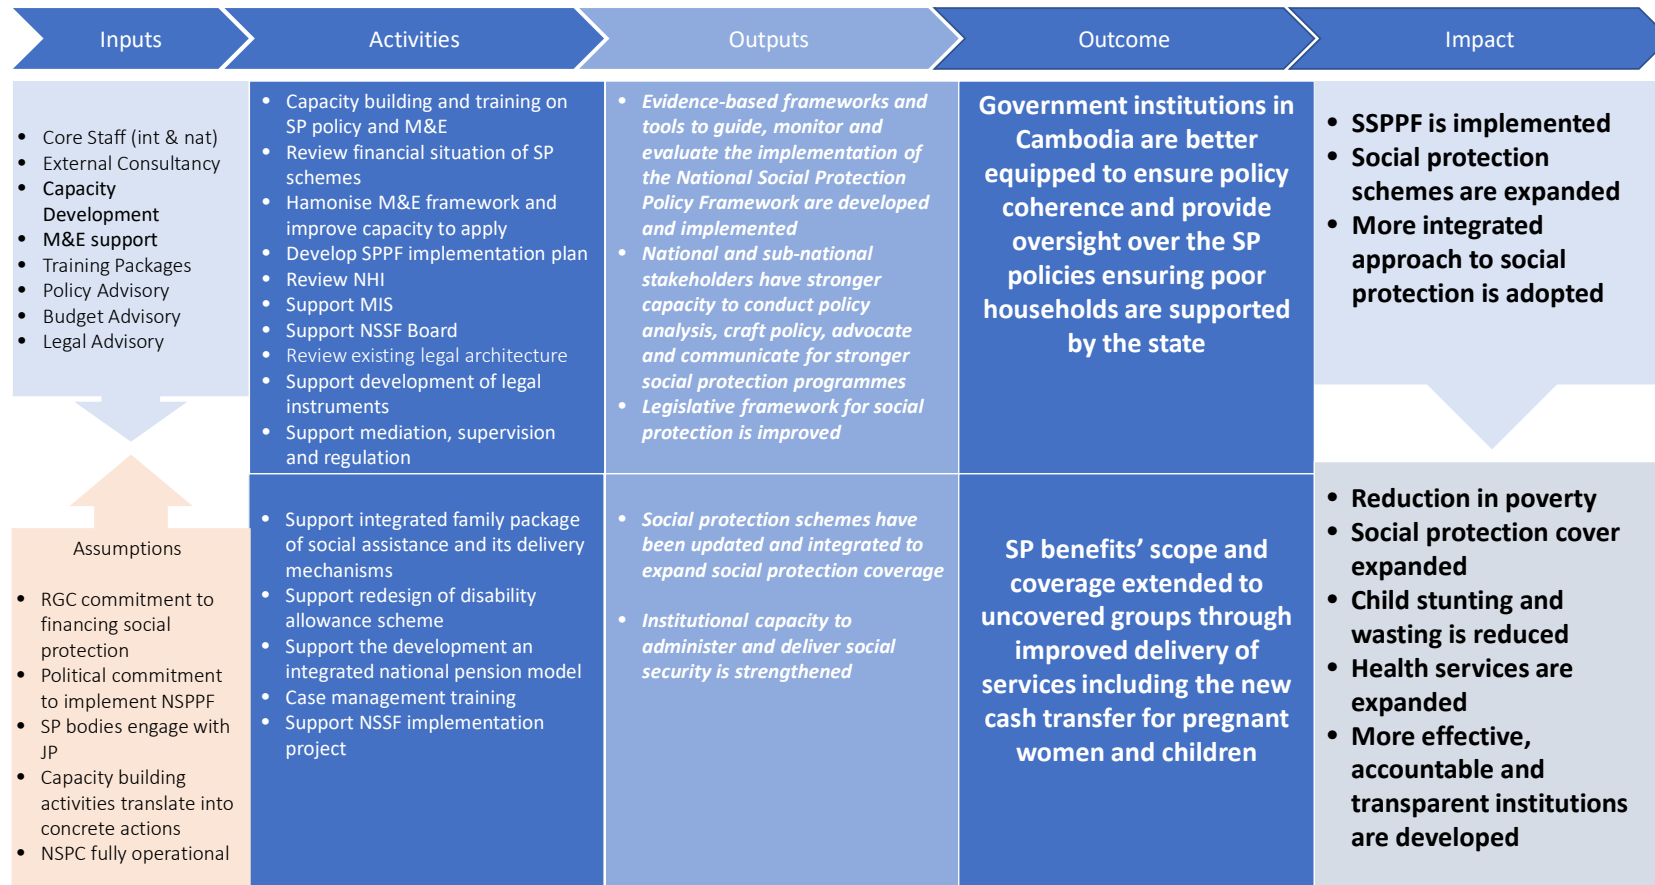 Inputs
Activities
Outputs
Outcome
Impact
• Core Staff (int & nat)
• External Consultancy
• Capacity
Development
• M&E support
• Training Packages
• Policy Advisory
• Budget Advisory
• Legal Advisory
Assumptions
• RGC commitment to
financing social
protection
• Political commitment
to implement NSPPF
• SP bodies engage with
JP
• Capacity building
activities translate into
concrete actions
• NSPC fully operational
• Capacity building and training on
SP policy and M&E
• Review financial situation of SP
schemes
• Hamonise M&E framework and
improve capacity to apply
• Develop SPPF implementation plan
• Review NHI
• Support MIS
• Support NSSF Board
• Review existing legal architecture
• Support development of legal
instruments
• Support mediation, supervision
and regulation
• Support integrated family package
of social assistance and its delivery
mechanisms
• Support redesign of disability
allowance scheme
• Support the development an
integrated national pension model
• Case management training
• Support NSSF implementation
project
• Evidence-based frameworks and
tools to guide, monitor and
evaluate the implementation of
the National Social Protection
Policy Framework are developed
and implemented
• National and sub-national
stakeholders have stronger
capacity to conduct policy
analysis, craft policy, advocate
and communicate for stronger
social protection programmes
• Legislative framework for social
protection is improved
• Social protection schemes have
been updated and integrated to
expand social protection coverage
• Institutional capacity to
administer and deliver social
security is strengthened
Government institutions in
Cambodia are better
equipped to ensure policy
coherence and provide
oversight over the SP
policies ensuring poor
households are supported
by the state
SP benefits’ scope and
coverage extended to
uncovered groups through
improved delivery of
services including the new
cash transfer for pregnant
women and children
• SSPPF is implemented
• Social protection
schemes are expanded
• More integrated
approach to social
protection is adopted
• Reduction in poverty
• Social protection cover
expanded
• Child stunting and
wasting is reduced
• Health services are
expanded
• More effective,
accountable and
transparent institutions
are developed